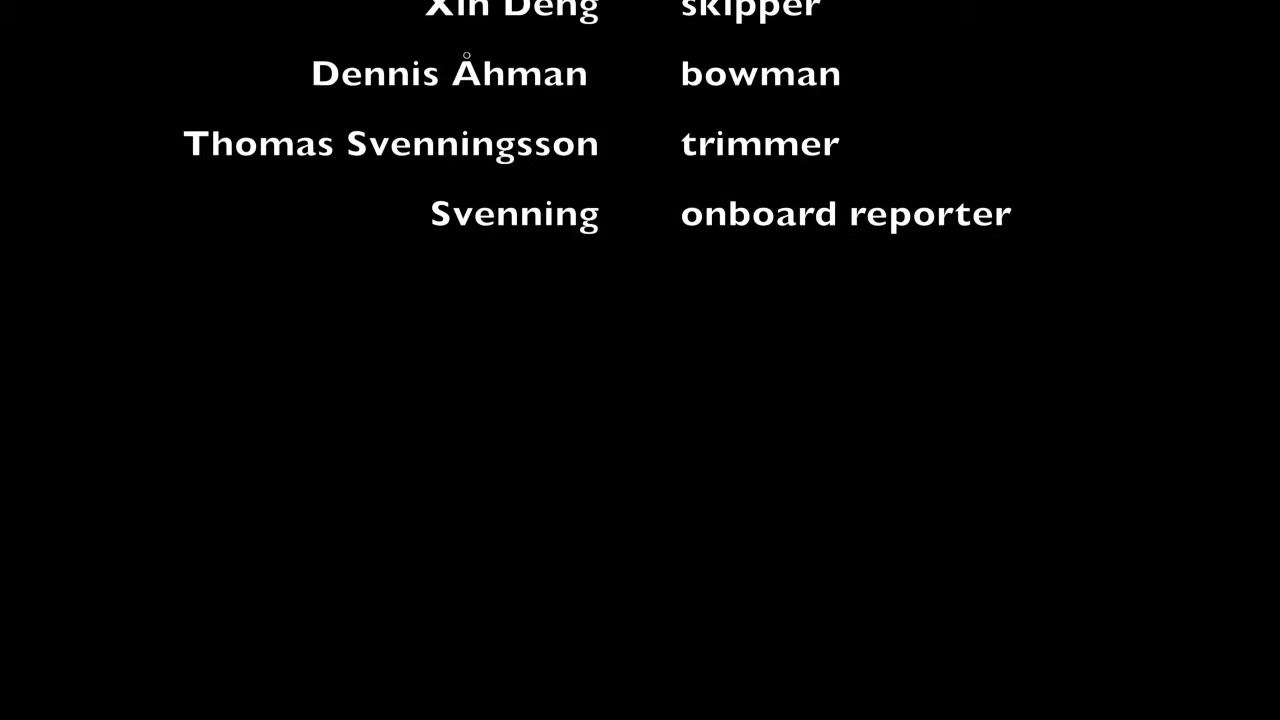 Xin Deng skipper
Dennis Åhman bowman
Thomas Svenningsson trimmer
Svenning onboard reporter